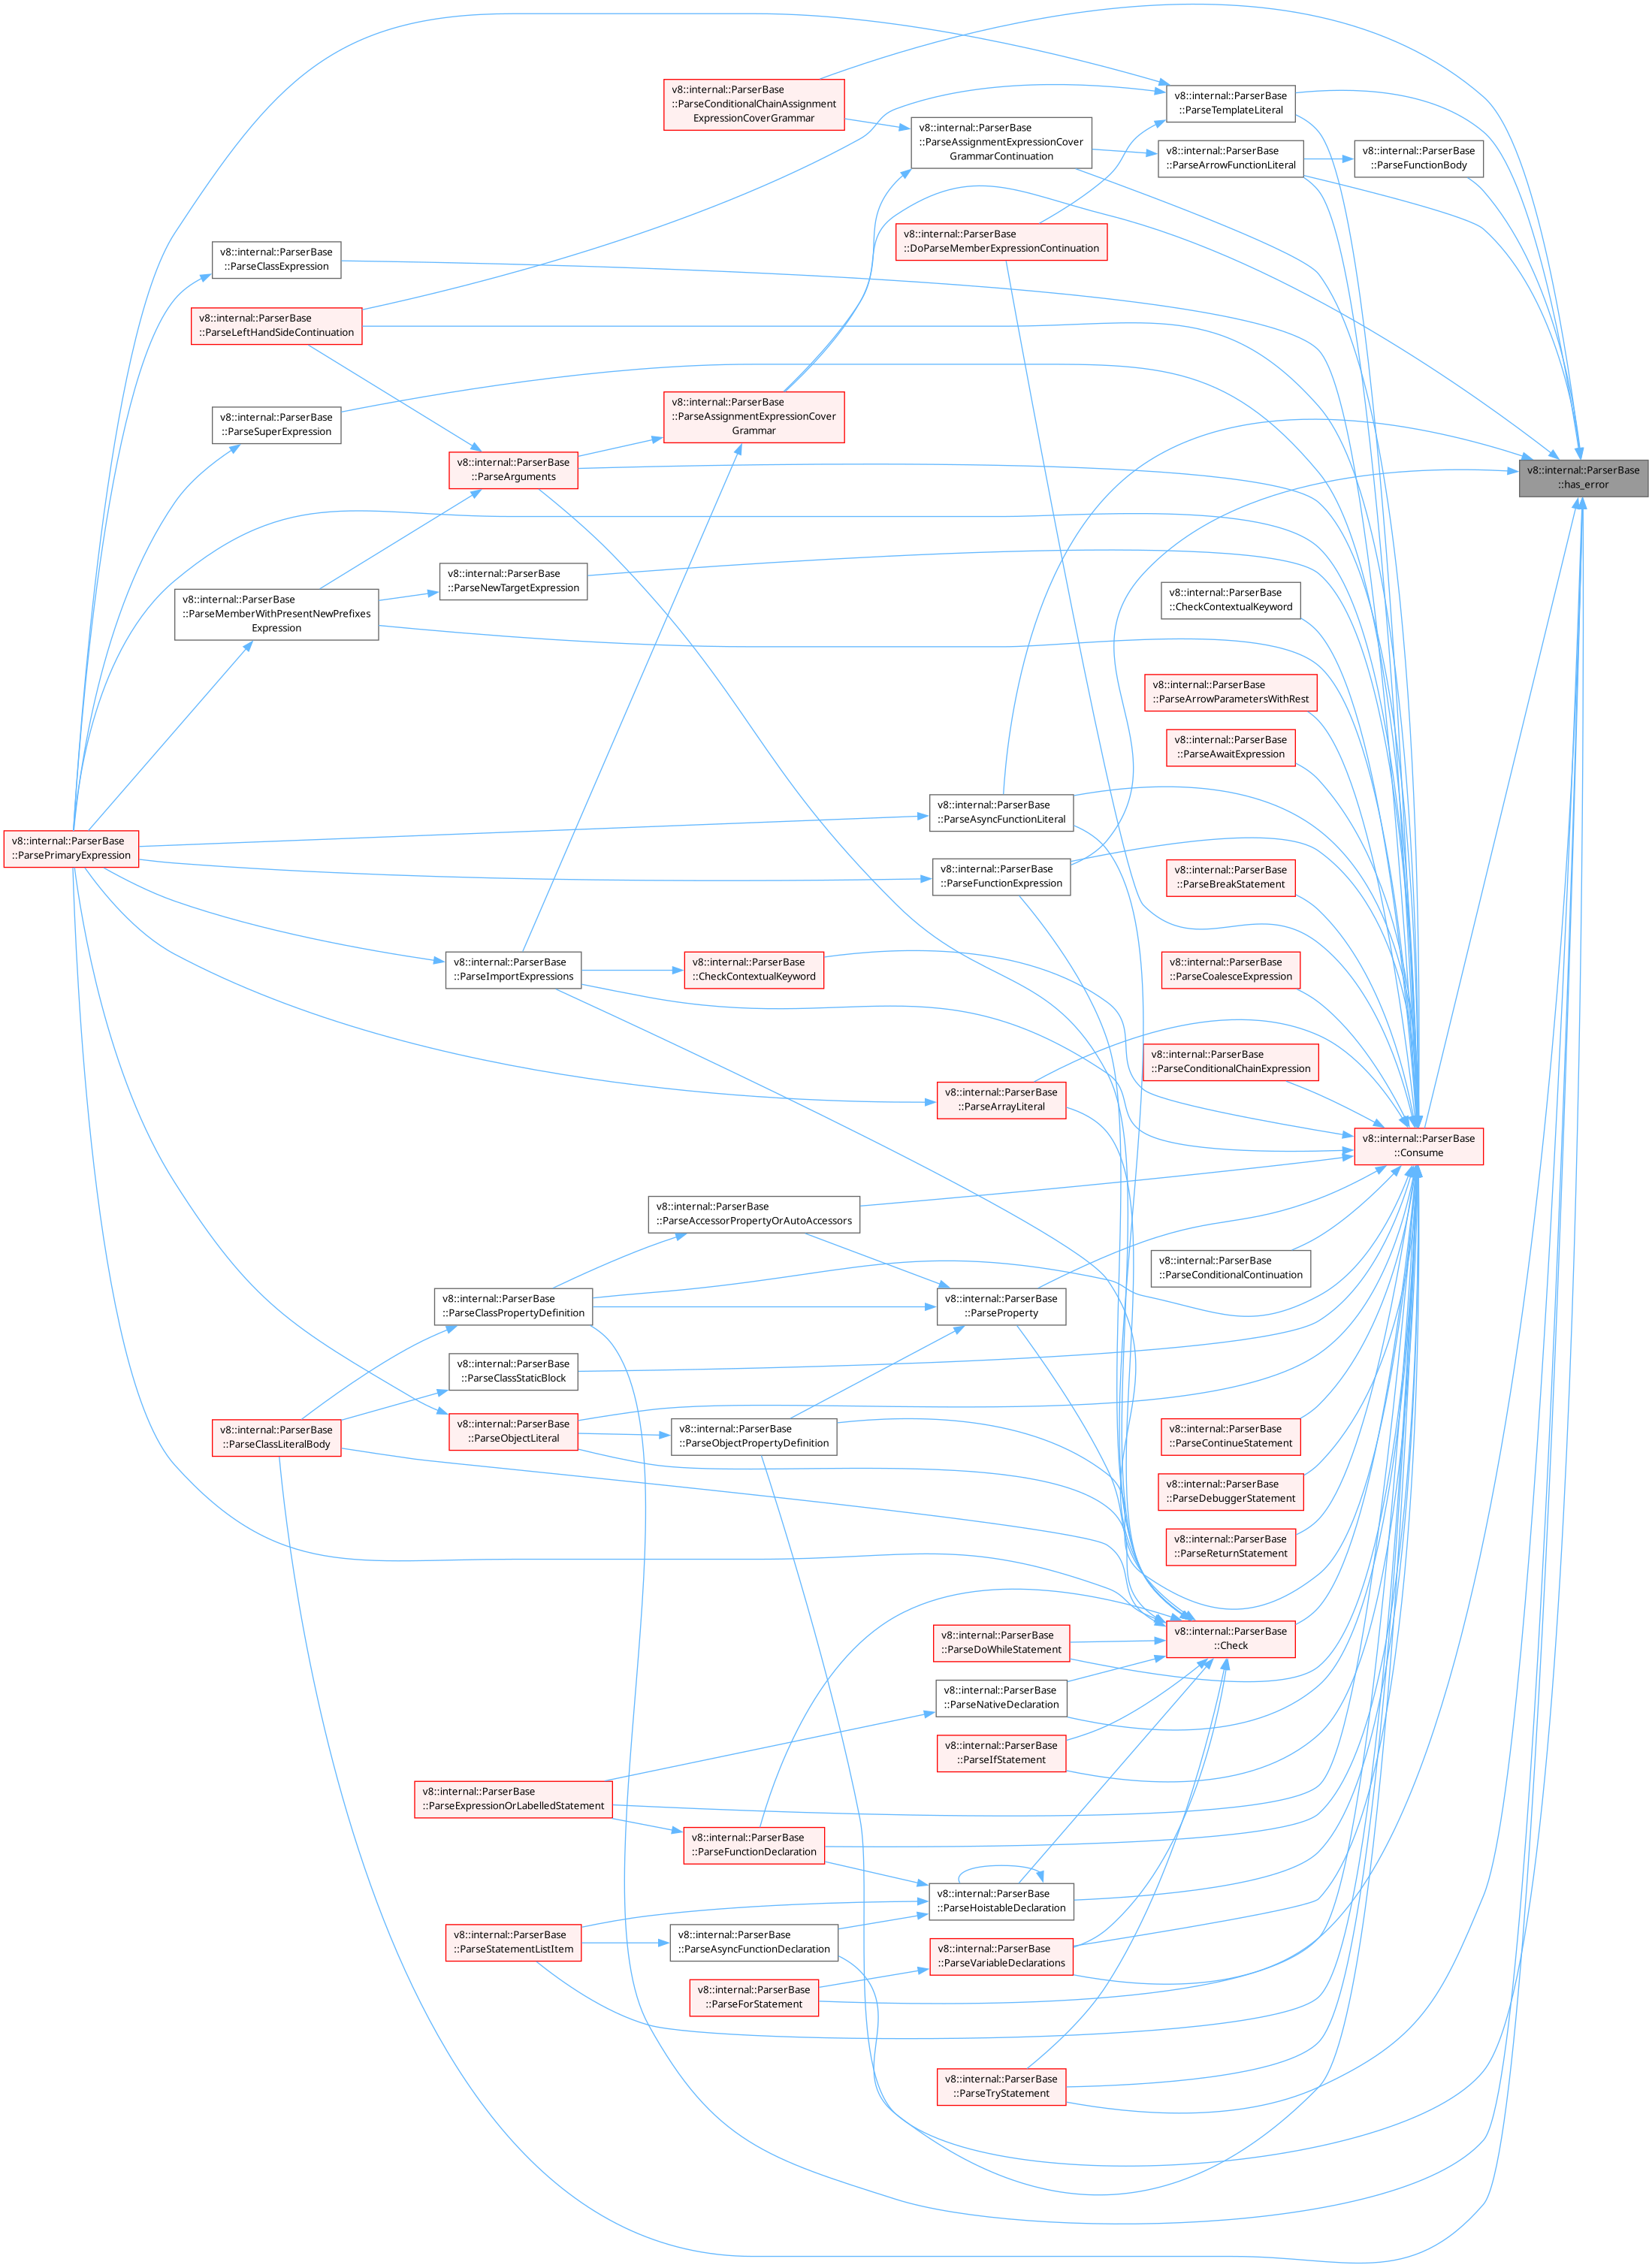 v8::internal::ParserBase
::ParseConditionalChainAssignment
ExpressionCoverGrammar
v8::internal::ParserBase
::ParseTemplateLiteral
v8::internal::ParserBase
::ParseAssignmentExpressionCover
GrammarContinuation
v8::internal::ParserBase
::ParseArrowFunctionLiteral
v8::internal::ParserBase
::ParseFunctionBody
v8::internal::ParserBase
::DoParseMemberExpressionContinuation
v8::internal::ParserBase
::ParseClassExpression
v8::internal::ParserBase
::ParseLeftHandSideContinuation
v8::internal::ParserBase
::ParseSuperExpression
v8::internal::ParserBase
::ParseAssignmentExpressionCover
Grammar
v8::internal::ParserBase
::ParseArguments
v8::internal::ParserBase
::has_error
v8::internal::ParserBase
::ParseNewTargetExpression
v8::internal::ParserBase
::ParseMemberWithPresentNewPrefixes
Expression
v8::internal::ParserBase
::CheckContextualKeyword
v8::internal::ParserBase
::ParseArrowParametersWithRest
v8::internal::ParserBase
::ParseAwaitExpression
v8::internal::ParserBase
::ParseAsyncFunctionLiteral
v8::internal::ParserBase
::ParsePrimaryExpression
v8::internal::ParserBase
::ParseFunctionExpression
v8::internal::ParserBase
::ParseBreakStatement
v8::internal::ParserBase
::ParseImportExpressions
v8::internal::ParserBase
::CheckContextualKeyword
v8::internal::ParserBase
::ParseCoalesceExpression
v8::internal::ParserBase
::ParseConditionalChainExpression
v8::internal::ParserBase
::ParseArrayLiteral
v8::internal::ParserBase
::Consume
v8::internal::ParserBase
::ParseAccessorPropertyOrAutoAccessors
v8::internal::ParserBase
::ParseConditionalContinuation
v8::internal::ParserBase
::ParseClassPropertyDefinition
v8::internal::ParserBase
::ParseProperty
v8::internal::ParserBase
::ParseClassStaticBlock
v8::internal::ParserBase
::ParseClassLiteralBody
v8::internal::ParserBase
::ParseObjectLiteral
v8::internal::ParserBase
::ParseObjectPropertyDefinition
v8::internal::ParserBase
::ParseContinueStatement
v8::internal::ParserBase
::ParseDebuggerStatement
v8::internal::ParserBase
::ParseReturnStatement
v8::internal::ParserBase
::Check
v8::internal::ParserBase
::ParseDoWhileStatement
v8::internal::ParserBase
::ParseNativeDeclaration
v8::internal::ParserBase
::ParseIfStatement
v8::internal::ParserBase
::ParseExpressionOrLabelledStatement
v8::internal::ParserBase
::ParseFunctionDeclaration
v8::internal::ParserBase
::ParseHoistableDeclaration
v8::internal::ParserBase
::ParseStatementListItem
v8::internal::ParserBase
::ParseAsyncFunctionDeclaration
v8::internal::ParserBase
::ParseVariableDeclarations
v8::internal::ParserBase
::ParseForStatement
v8::internal::ParserBase
::ParseTryStatement